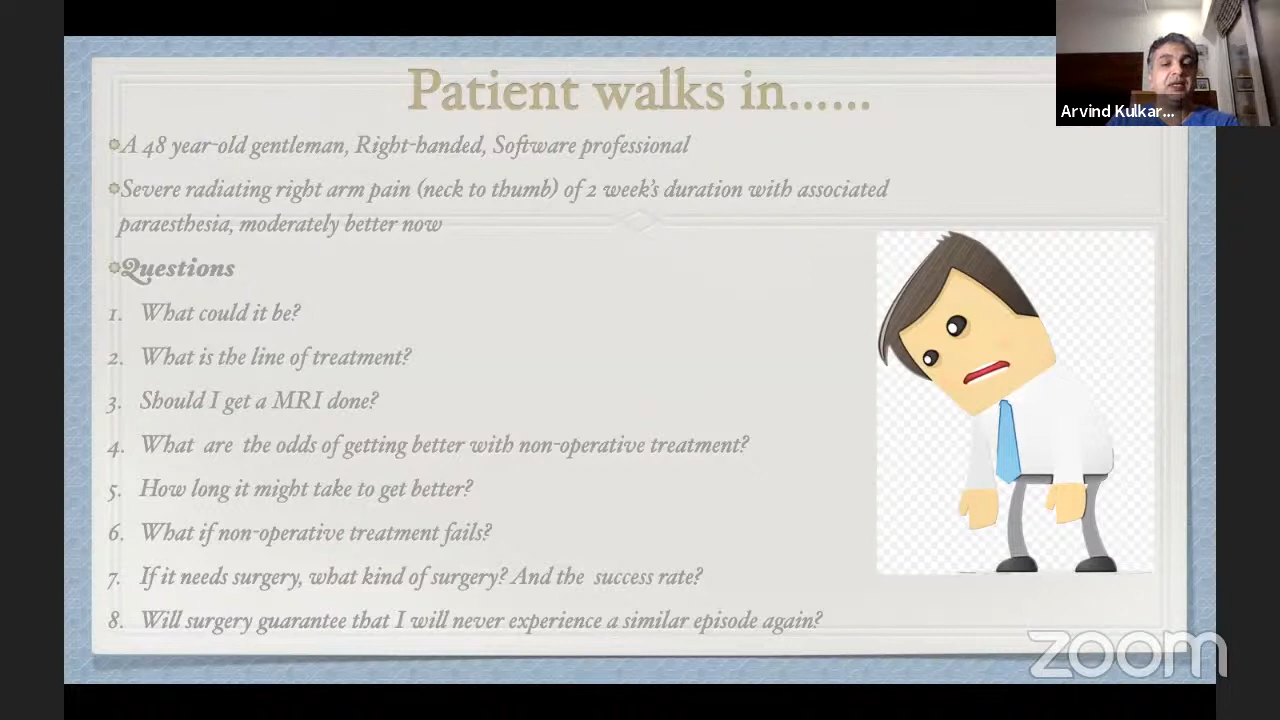 Patient walks in......
Arvind Kulkar...
A 48 year-old gentleman, Right-handed, Software professional
Severe radiating right arm pain (neck to thumb) of 2 week's duration with associated
paraesthesia, moderately better now
Questions
1. What could it be?
2. What is the line of treatment?
3. Should I get a MRI done?
4. What are the odds of getting better with non-operative treatment?
5. How long it might take to get better?
6. What if non-operative treatment fails?
7. If it needs surgery, what kind of surgery? And the success rate?
8. Will surgery guarantee that I will never experience a similar episode again?
zoom